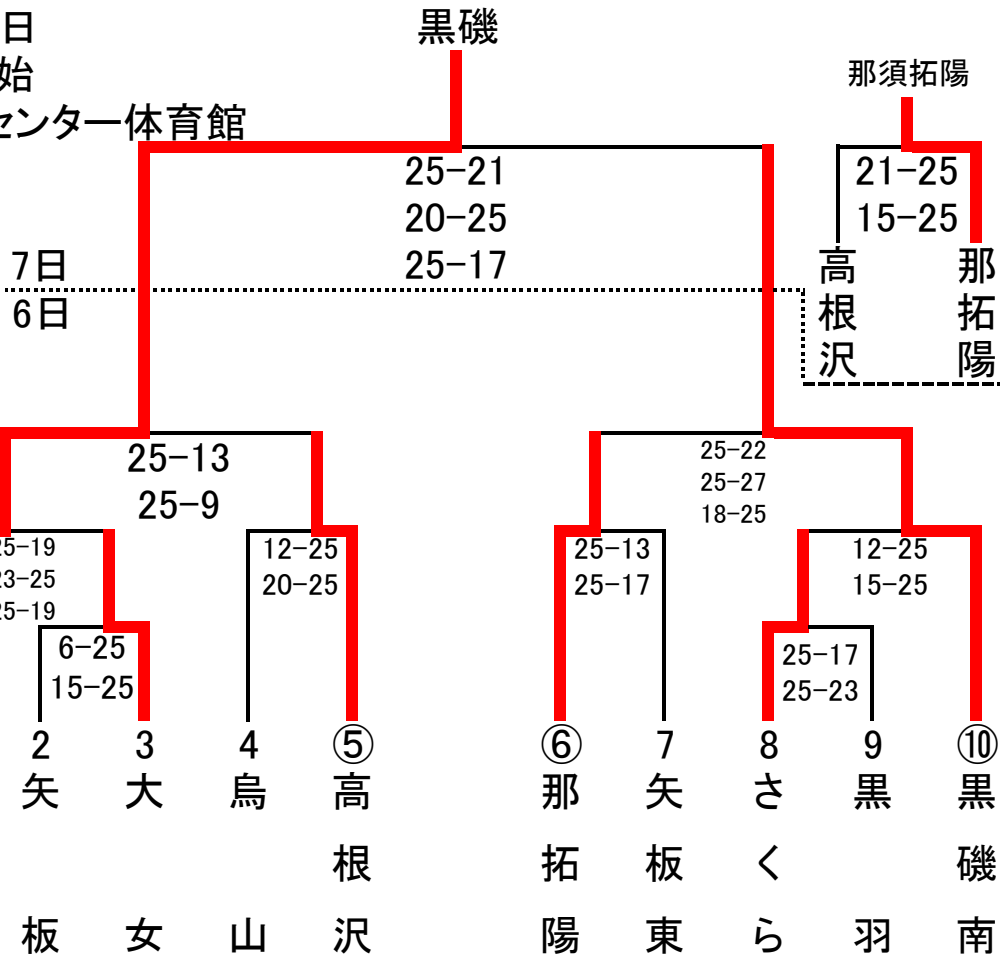 日
黒磯
始
那須拓陽
センター体育館
25-21
20-25
25-17
21-25
15-25
7日
6日
高根沢
那拓陽
25-13
25-9
25-22
25-27
18-25
25-19
23-25
25-19
12-25
20-25
25-13
25-17
12-25
15-25
6-25
15-25
25-17
25-23
2 3 4 ⑤ ⑥ 7 8 9 ⑩
矢板
大女
烏山
高根沢
那拓陽
矢板東
さくら
黒羽
黒磯南